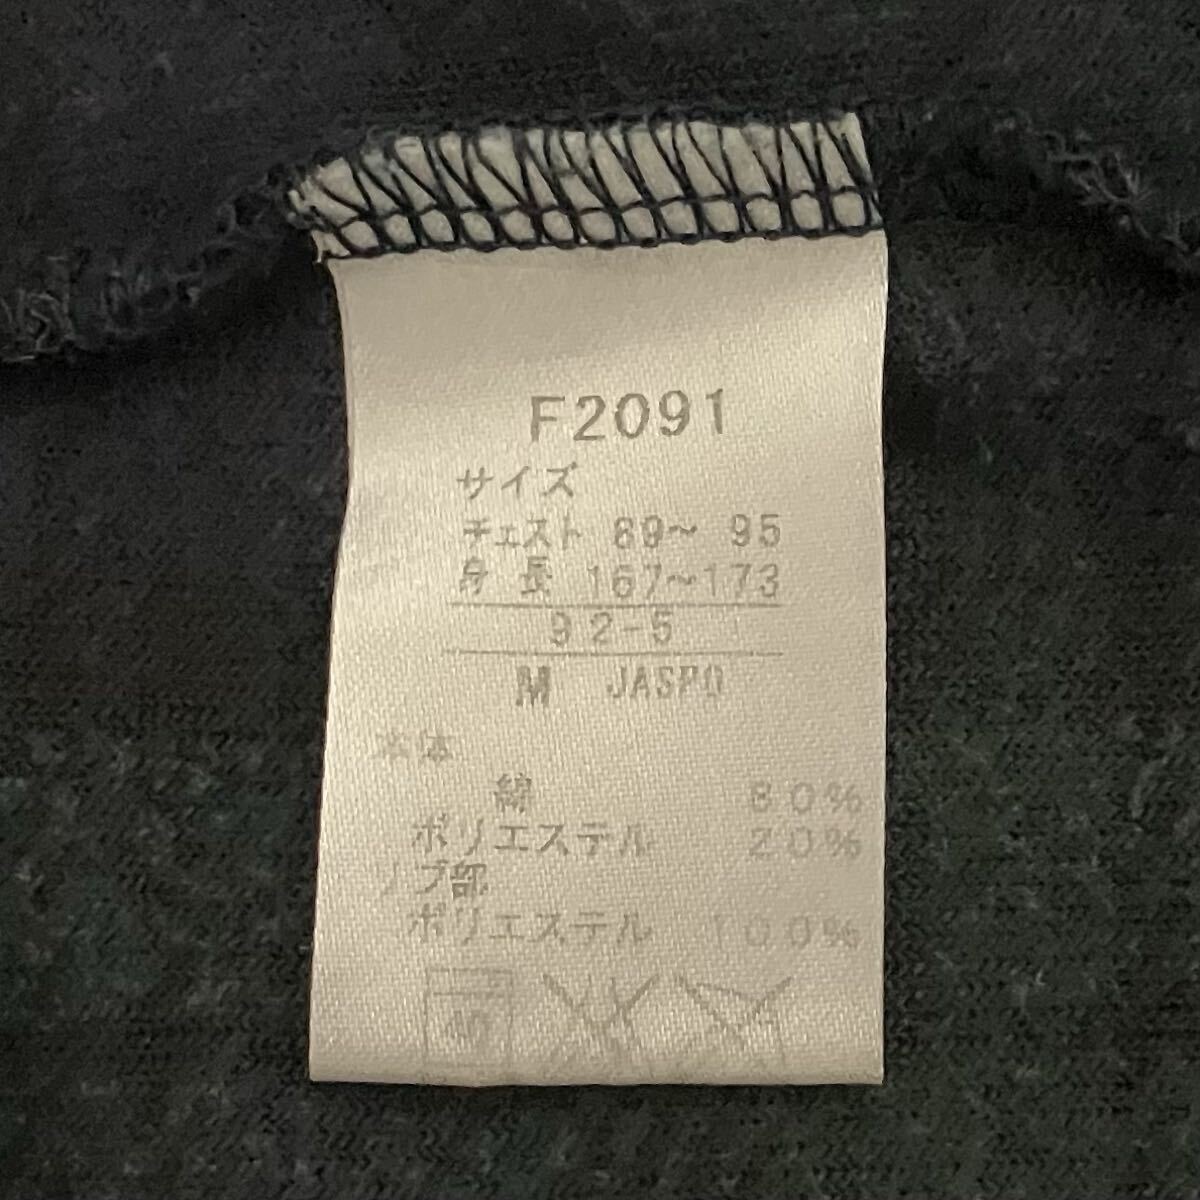 F2091
サイズ
チェスト 89～ 95
身長 167～173
92-5
M JASPO
本体
綿 80%
ポリエステル 20%
リブ部
ポリエステル 100%
40